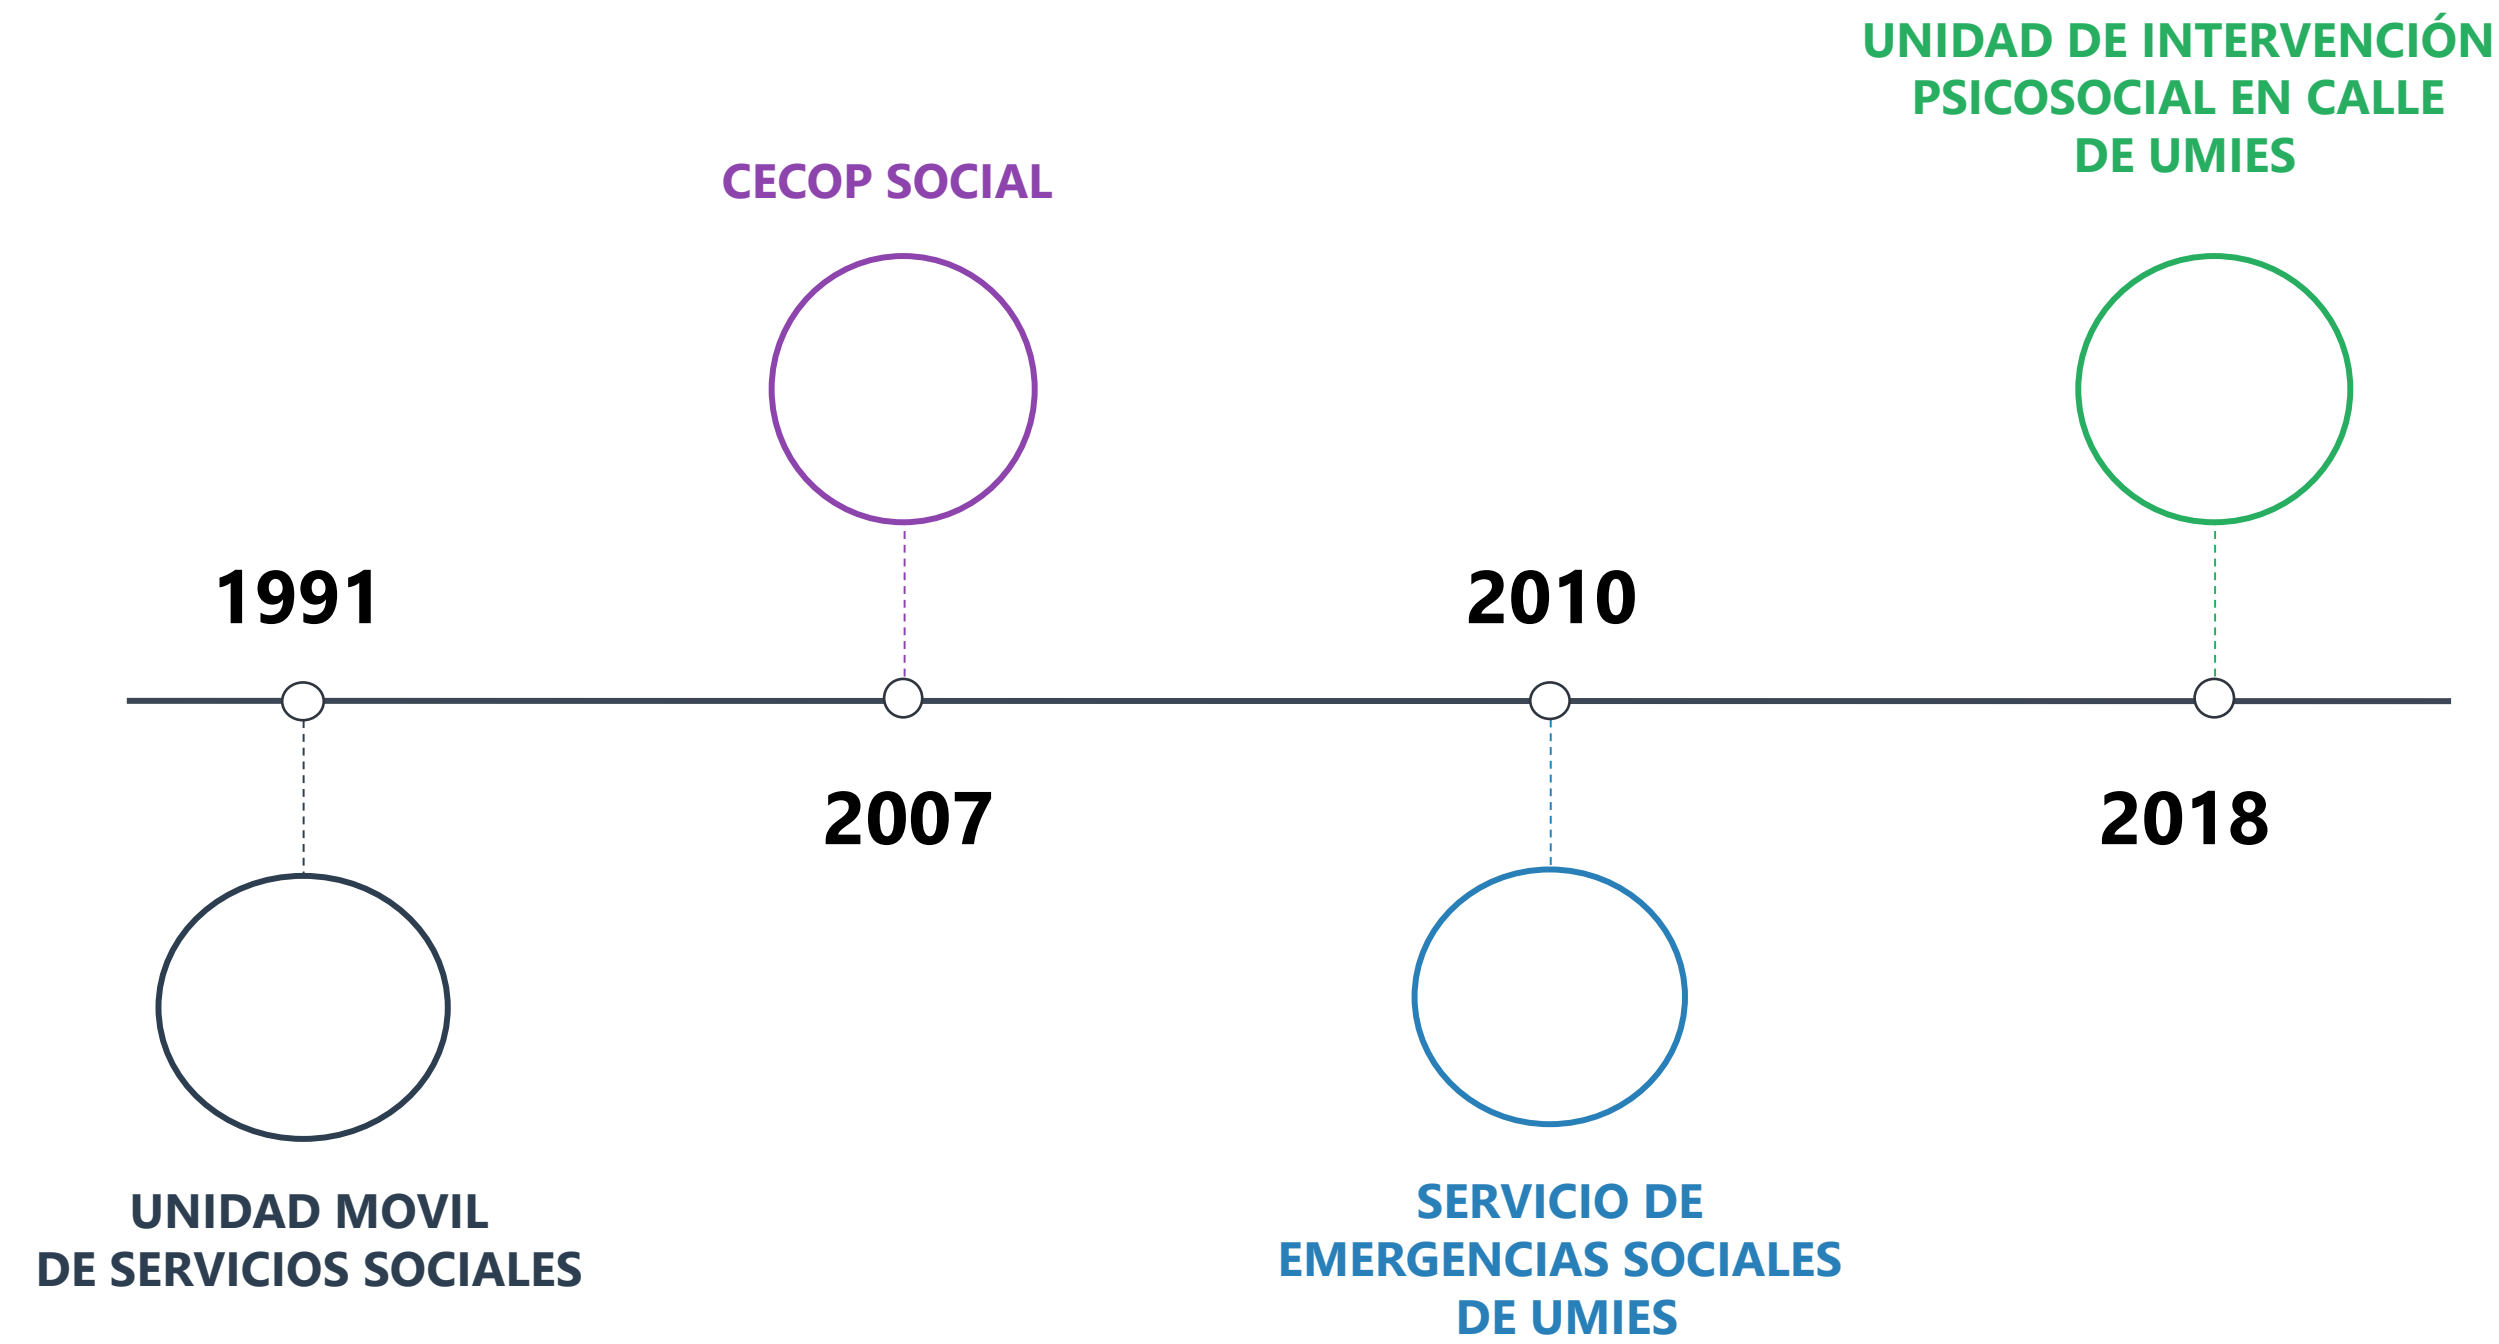 UNIDAD DE INTERVENCIÓN
PSICOSOCIAL EN CALLE
DE UMIES
CECOP SOCIAL
1991
2010
2007
2018
UNIDAD MOVIL
DE SERVICIOS SOCIALES
SERVICIO DE
EMERGENCIAS SOCIALES
DE UMIES